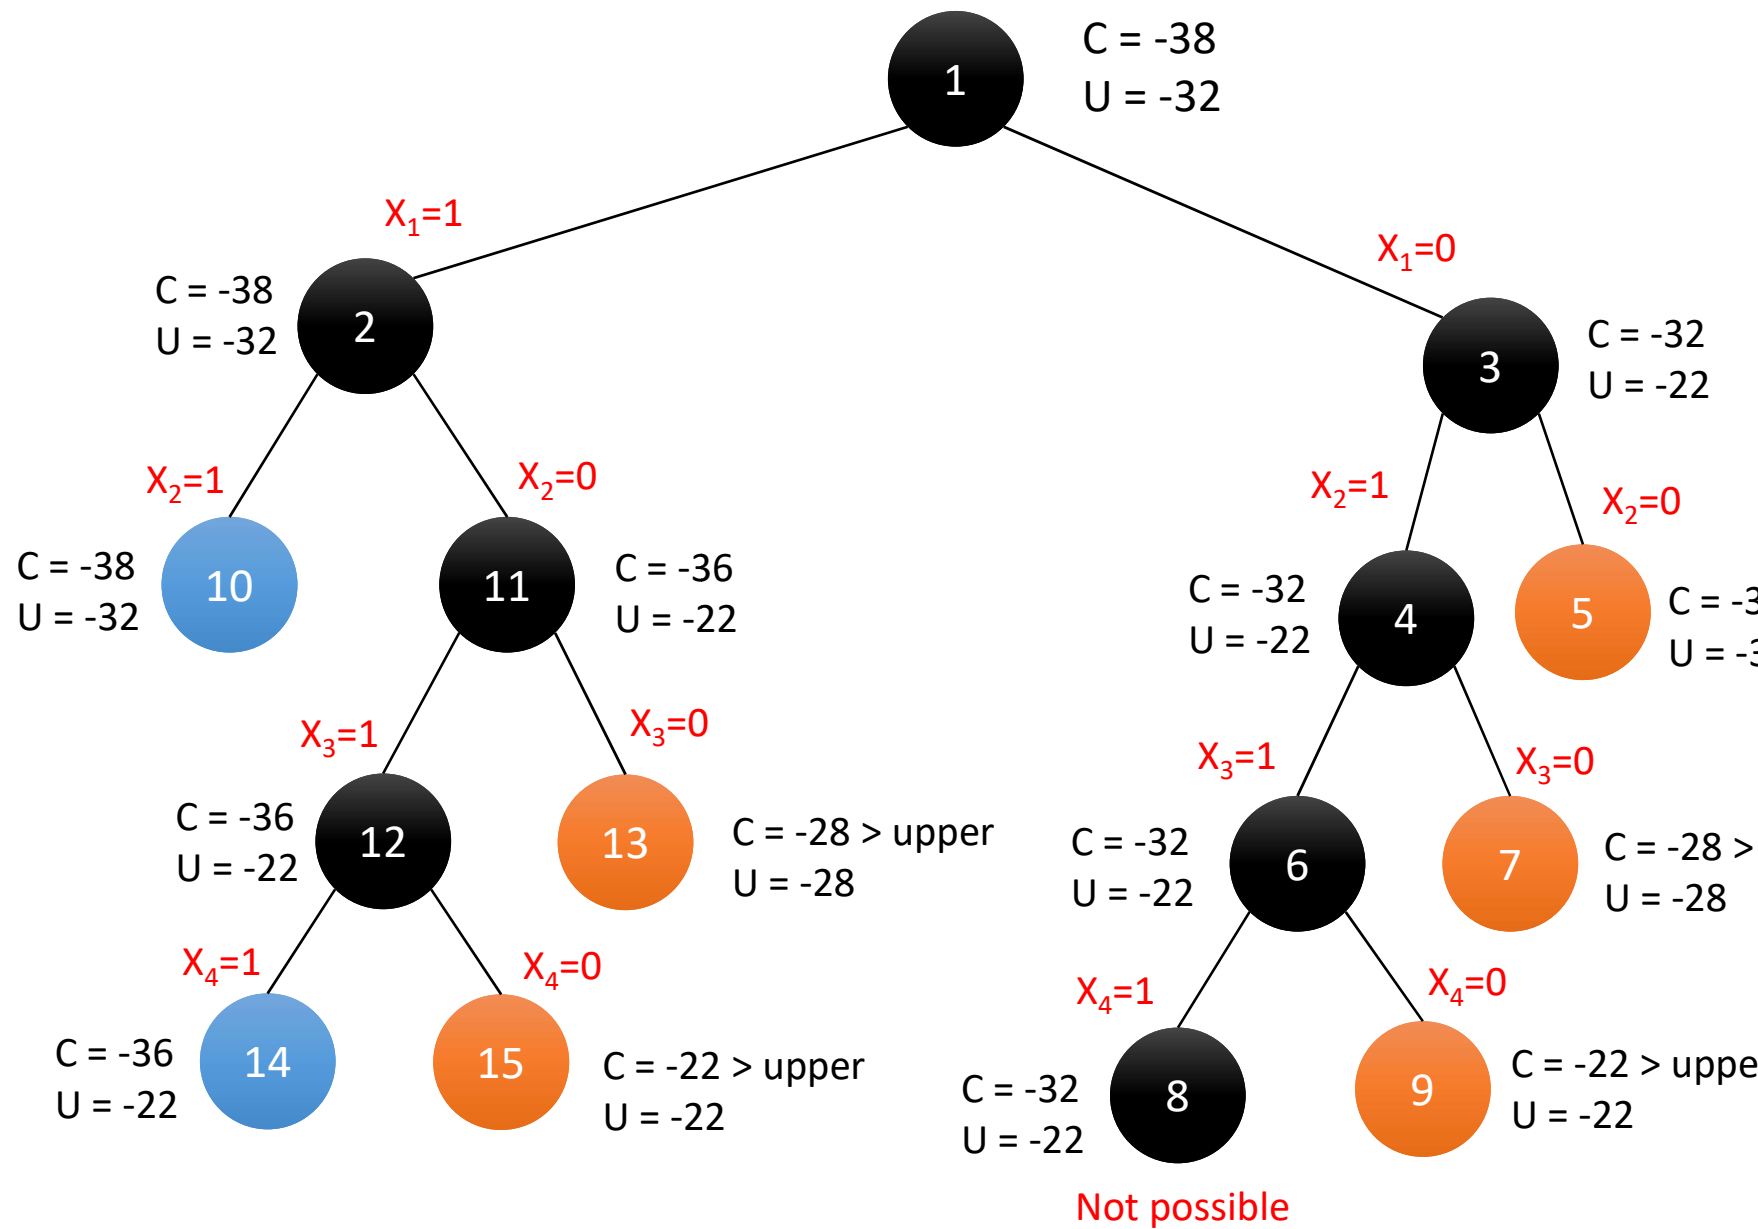 1
C = -38
U = -32
X₁=1
X₁=0
2
C = -38
U = -32
3
C = -32
U = -22
X₂=1
X₂=0
X₂=1
X₂=0
10
C = -38
U = -32
11
C = -36
U = -22
4
C = -32
U = -22
5
C =
U =
X₃=1
X₃=0
X₃=1
X₃=0
12
C = -36
U = -22
13
C = -28 > upper
U = -28
6
C = -32
U = -22
7
C = -28 >
U = -28
X₄=1
X₄=0
X₄=1
X₄=0
14
C = -36
U = -22
15
C = -22 > upper
U = -22
8
C = -32
U = -22
9
C = -22 > uppe
U = -22
Not possible